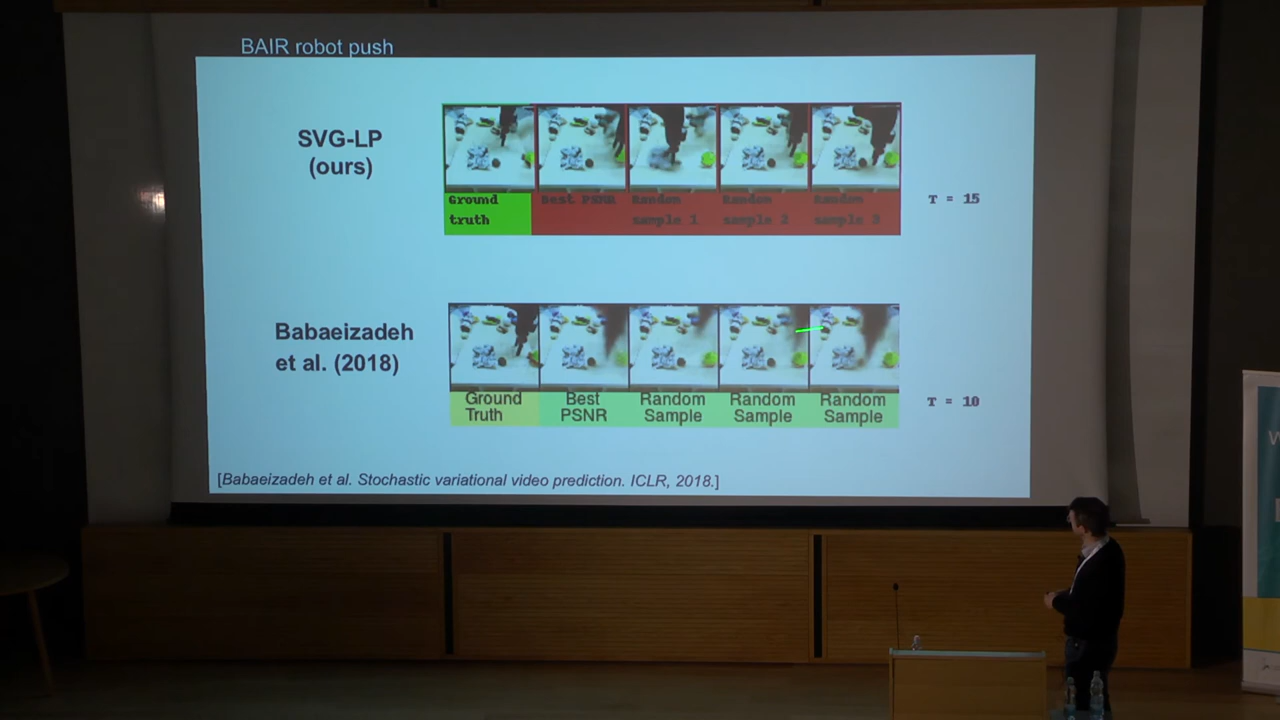 BAIR robot push
SVG-LP
(ours)
Ground
truth
Best PSNR
Random
sample 1
Random
sample 2
Random
sample 3
T = 15
Babaeizadeh
et al. (2018)
Ground
Truth
Best
PSNR
Random
Sample
Random
Sample
Random
Sample
T = 10
[Babaeizadeh et al. Stochastic variational video prediction. ICLR, 2018.]